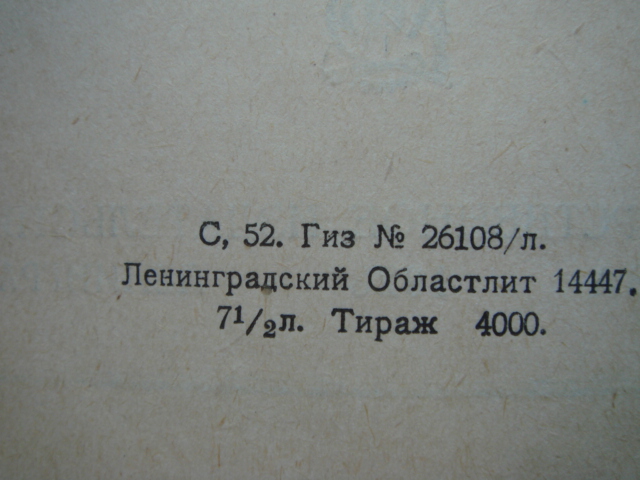 С, 52. Гиз № 26108/л.
Ленинградский Областлит 14447.
7¹/₂л. Тираж 4000.